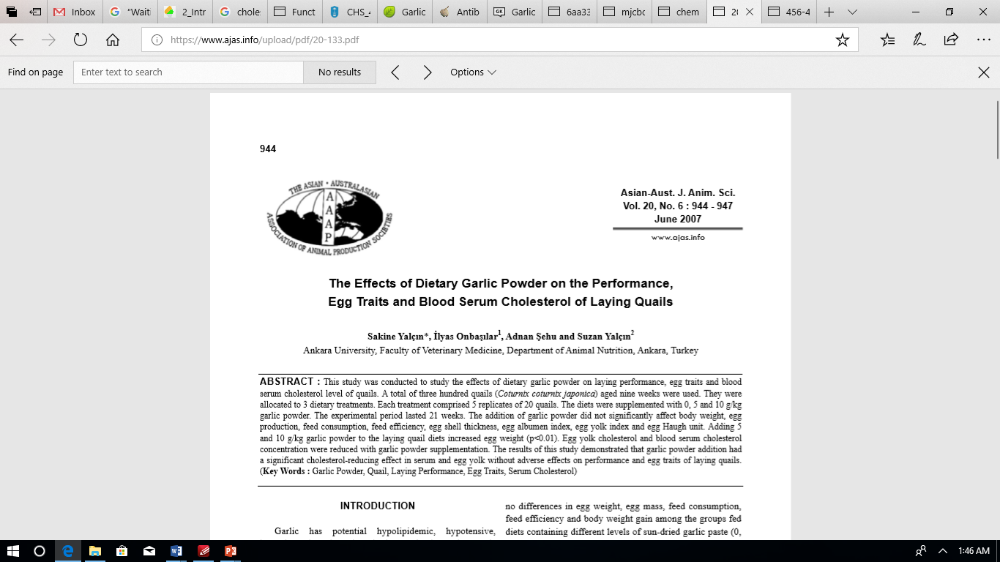 Inbox
"Wait
2_Intr
chole
Funct
CHS_4
Garlic
Antib
Garlic
6aa33
mjcbc
chem
20
456-4
https://www.ajas.info/upload/pdf/20-133.pdf
Find on page
Enter text to search
No results
Options
944
THE ASIAN · AUSTRALASIAN
AAAP
ASSOCIATION OF ANIMAL PRODUCTION SOCIETIES
Asian-Aust. J. Anim. Sci.
Vol. 20, No. 6 : 944 - 947
June 2007
www.ajas.info
The Effects of Dietary Garlic Powder on the Performance,
Egg Traits and Blood Serum Cholesterol of Laying Quails
Sakine Yalçın*, İlyas Onbaşılar1, Adnan Şehu and Suzan Yalçın2
Ankara University, Faculty of Veterinary Medicine, Department of Animal Nutrition, Ankara, Turkey
ABSTRACT : This study was conducted to study the effects of dietary garlic powder on laying performance, egg traits and blood
serum cholesterol level of quails. A total of three hundred quails (Coturnix coturnix japonica) aged nine weeks were used. They were
allocated to 3 dietary treatments. Each treatment comprised 5 replicates of 20 quails. The diets were supplemented with 0, 5 and 10 g/kg
garlic powder. The experimental period lasted 21 weeks. The addition of garlic powder did not significantly affect body weight, egg
production, feed consumption, feed efficiency, egg shell thickness, egg albumen index, egg yolk index and egg Haugh unit. Adding 5
and 10 g/kg garlic powder to the laying quail diets increased egg weight (p<0.01). Egg yolk cholesterol and blood serum cholesterol
concentration were reduced with garlic powder supplementation. The results of this study demonstrated that garlic powder addition had
a significant cholesterol-reducing effect in serum and egg yolk without adverse effects on performance and egg traits of laying quails.
(Key Words : Garlic Powder, Quail, Laying Performance, Egg Traits, Serum Cholesterol)
INTRODUCTION
Garlic has potential hypolipidemic, hypotensive,
no differences in egg weight, egg mass, feed consumption,
feed efficiency and body weight gain among the groups fed
diets containing different levels of sun-dried garlic paste (0,
1:46 AM